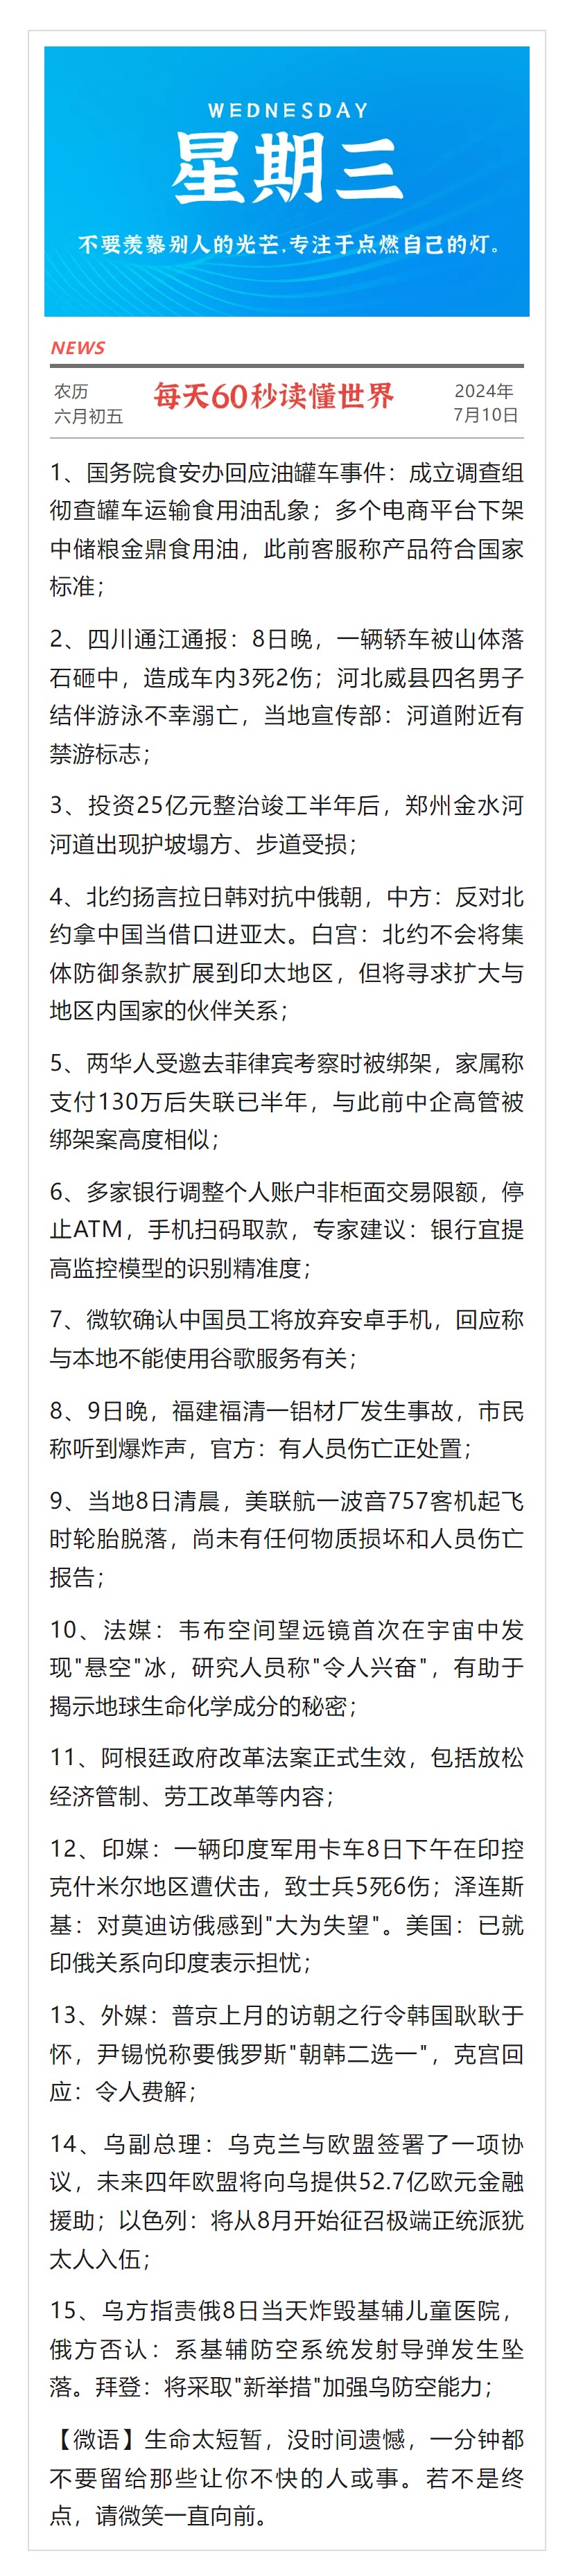 WEDNESDAY
星期三
不要羡慕别人的光芒,专注于点燃自己的灯。
NEWS
农历
六月初五
每天60秒读懂世界
2024年
7月10日
1、国务院食安办回应油罐车事件：成立调查组
彻查罐车运输食用油乱象；多个电商平台下架
中储粮金鼎食用油，此前客服称产品符合国家
标准；
2、四川通江通报：8日晚，一辆轿车被山体落
石砸中，造成车内3死2伤；河北威县四名男子
结伴游泳不幸溺亡，当地宣传部：河道附近有
禁游标志；
3、投资25亿元整治竣工半年后，郑州金水河
河道出现护坡塌方、步道受损；
4、北约扬言拉日韩对抗中俄朝，中方：反对北
约拿中国当借口进亚太。白宫：北约不会将集
体防御条款扩展到印太地区，但将寻求扩大与
地区内国家的伙伴关系；
5、两华人受邀去菲律宾考察时被绑架，家属称
支付130万后失联已半年，与此前中企高管被
绑架案高度相似；
6、多家银行调整个人账户非柜面交易限额，停
止ATM，手机扫码取款，专家建议：银行宜提
高监控模型的识别精准度；
7、微软确认中国员工将放弃安卓手机，回应称
与本地不能使用谷歌服务有关；
8、9日晚，福建福清一铝材厂发生事故，市民
称听到爆炸声，官方：有人员伤亡正处置；
9、当地8日清晨，美联航一波音757客机起飞
时轮胎脱落，尚未有任何物质损坏和人员伤亡
报告；
10、法媒：韦布空间望远镜首次在宇宙中发
现"悬空"冰，研究人员称"令人兴奋"，有助于
揭示地球生命化学成分的秘密；
11、阿根廷政府改革法案正式生效，包括放松
经济管制、劳工改革等内容；
12、印媒：一辆印度军用卡车8日下午在印控
克什米尔地区遭伏击，致士兵5死6伤；泽连斯
基：对莫迪访俄感到"大为失望"。美国：已就
印俄关系向印度表示担忧；
13、外媒：普京上月的访朝之行令韩国耿耿于
怀，尹锡悦称要俄罗斯"朝韩二选一"，克宫回
应：令人费解；
14、乌副总理：乌克兰与欧盟签署了一项协
议，未来四年欧盟将向乌提供52.7亿欧元金融
援助；以色列：将从8月开始征召极端正统派犹
太人入伍；
15、乌方指责俄8日当天炸毁基辅儿童医院，
俄方否认：系基辅防空系统发射导弹发生坠
落。拜登：将采取"新举措"加强乌防空能力；
【微语】生命太短暂，没时间遗憾，一分钟都
不要留给那些让你不快的人或事。若不是终
点，请微笑一直向前。